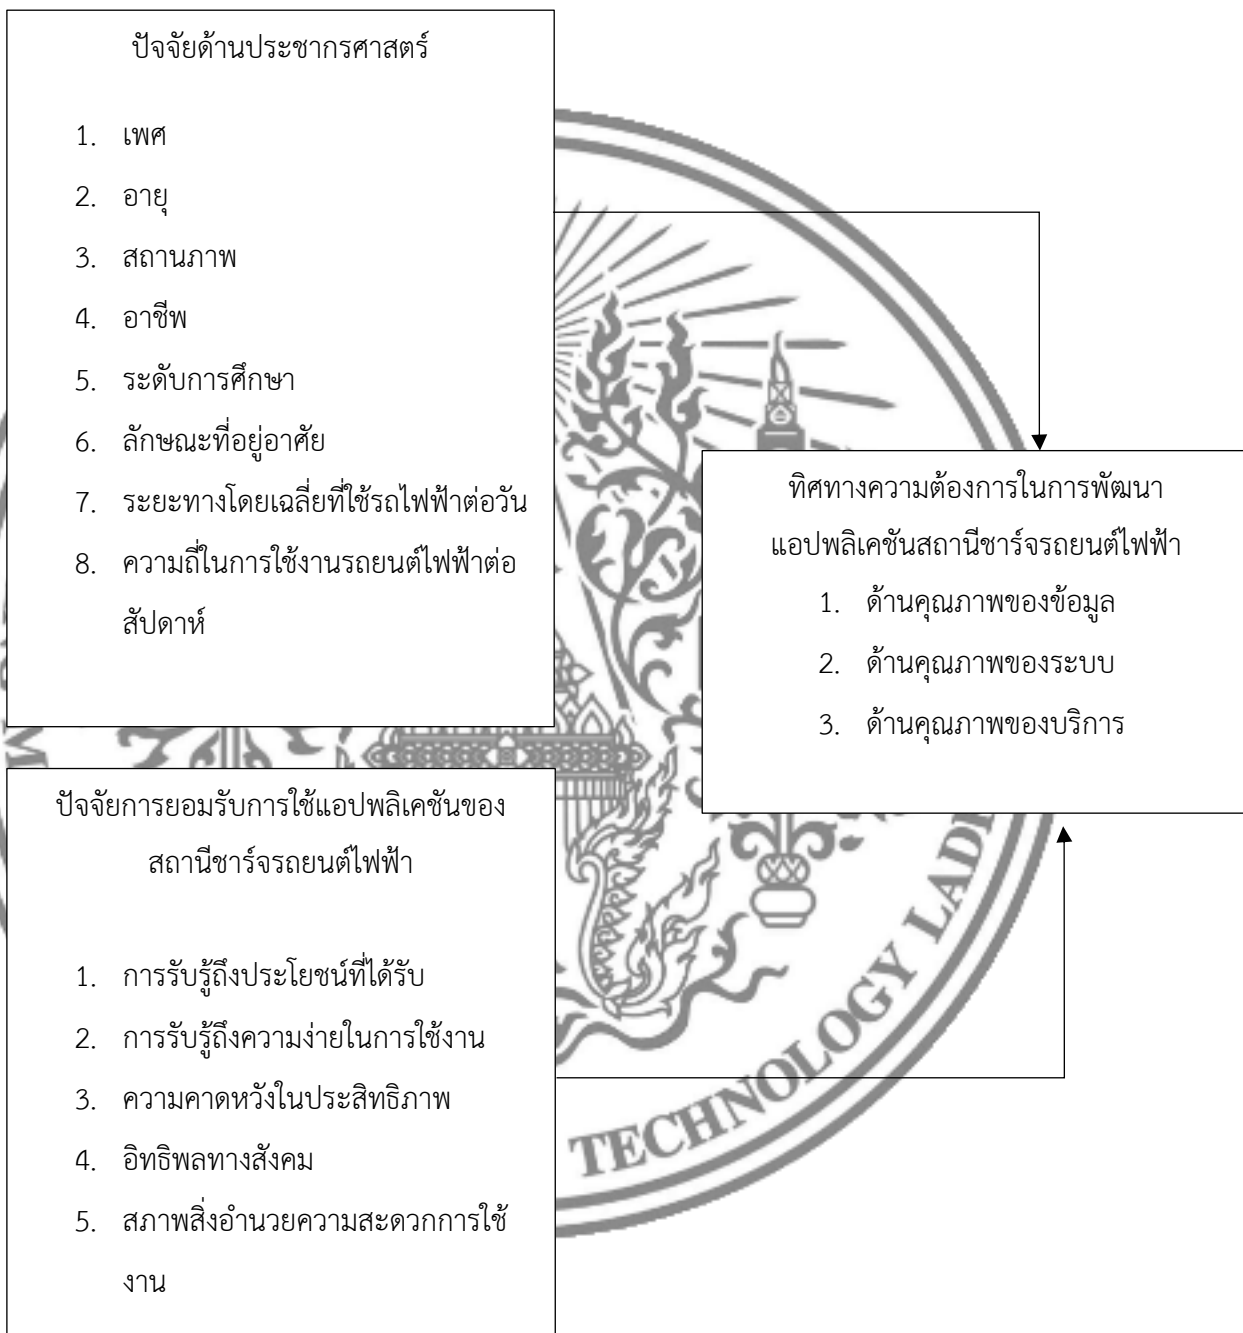 ปัจจัยด้านประชากรศาสตร์
1. เพศ
2. อายุ
3. สถานภาพ
4. อาชีพ
5. ระดับการศึกษา
6. ลักษณะที่อยู่อาศัย
7. ระยะทางโดยเฉลี่ยที่ใช้รถไฟฟ้าต่อวัน
8. ความถี่ในการใช้งานรถยนต์ไฟฟ้าต่อ
สัปดาห์
ทิศทางความต้องการในการพัฒนา
แอปพลิเคชันสถานีชาร์จรถยนต์ไฟฟ้า
1. ด้านคุณภาพของข้อมูล
2. ด้านคุณภาพของระบบ
3. ด้านคุณภาพของบริการ
ปัจจัยการยอมรับการใช้แอปพลิเคชันของ
สถานีชาร์จรถยนต์ไฟฟ้า
1. การรับรู้ถึงประโยชน์ที่ได้รับ
2. การรับรู้ถึงความง่ายในการใช้งาน
3. ความคาดหวังในประสิทธิภาพ
4. อิทธิพลทางสังคม
5. สภาพสิ่งอำนวยความสะดวกการใช้
งาน
TECHNOLOGY